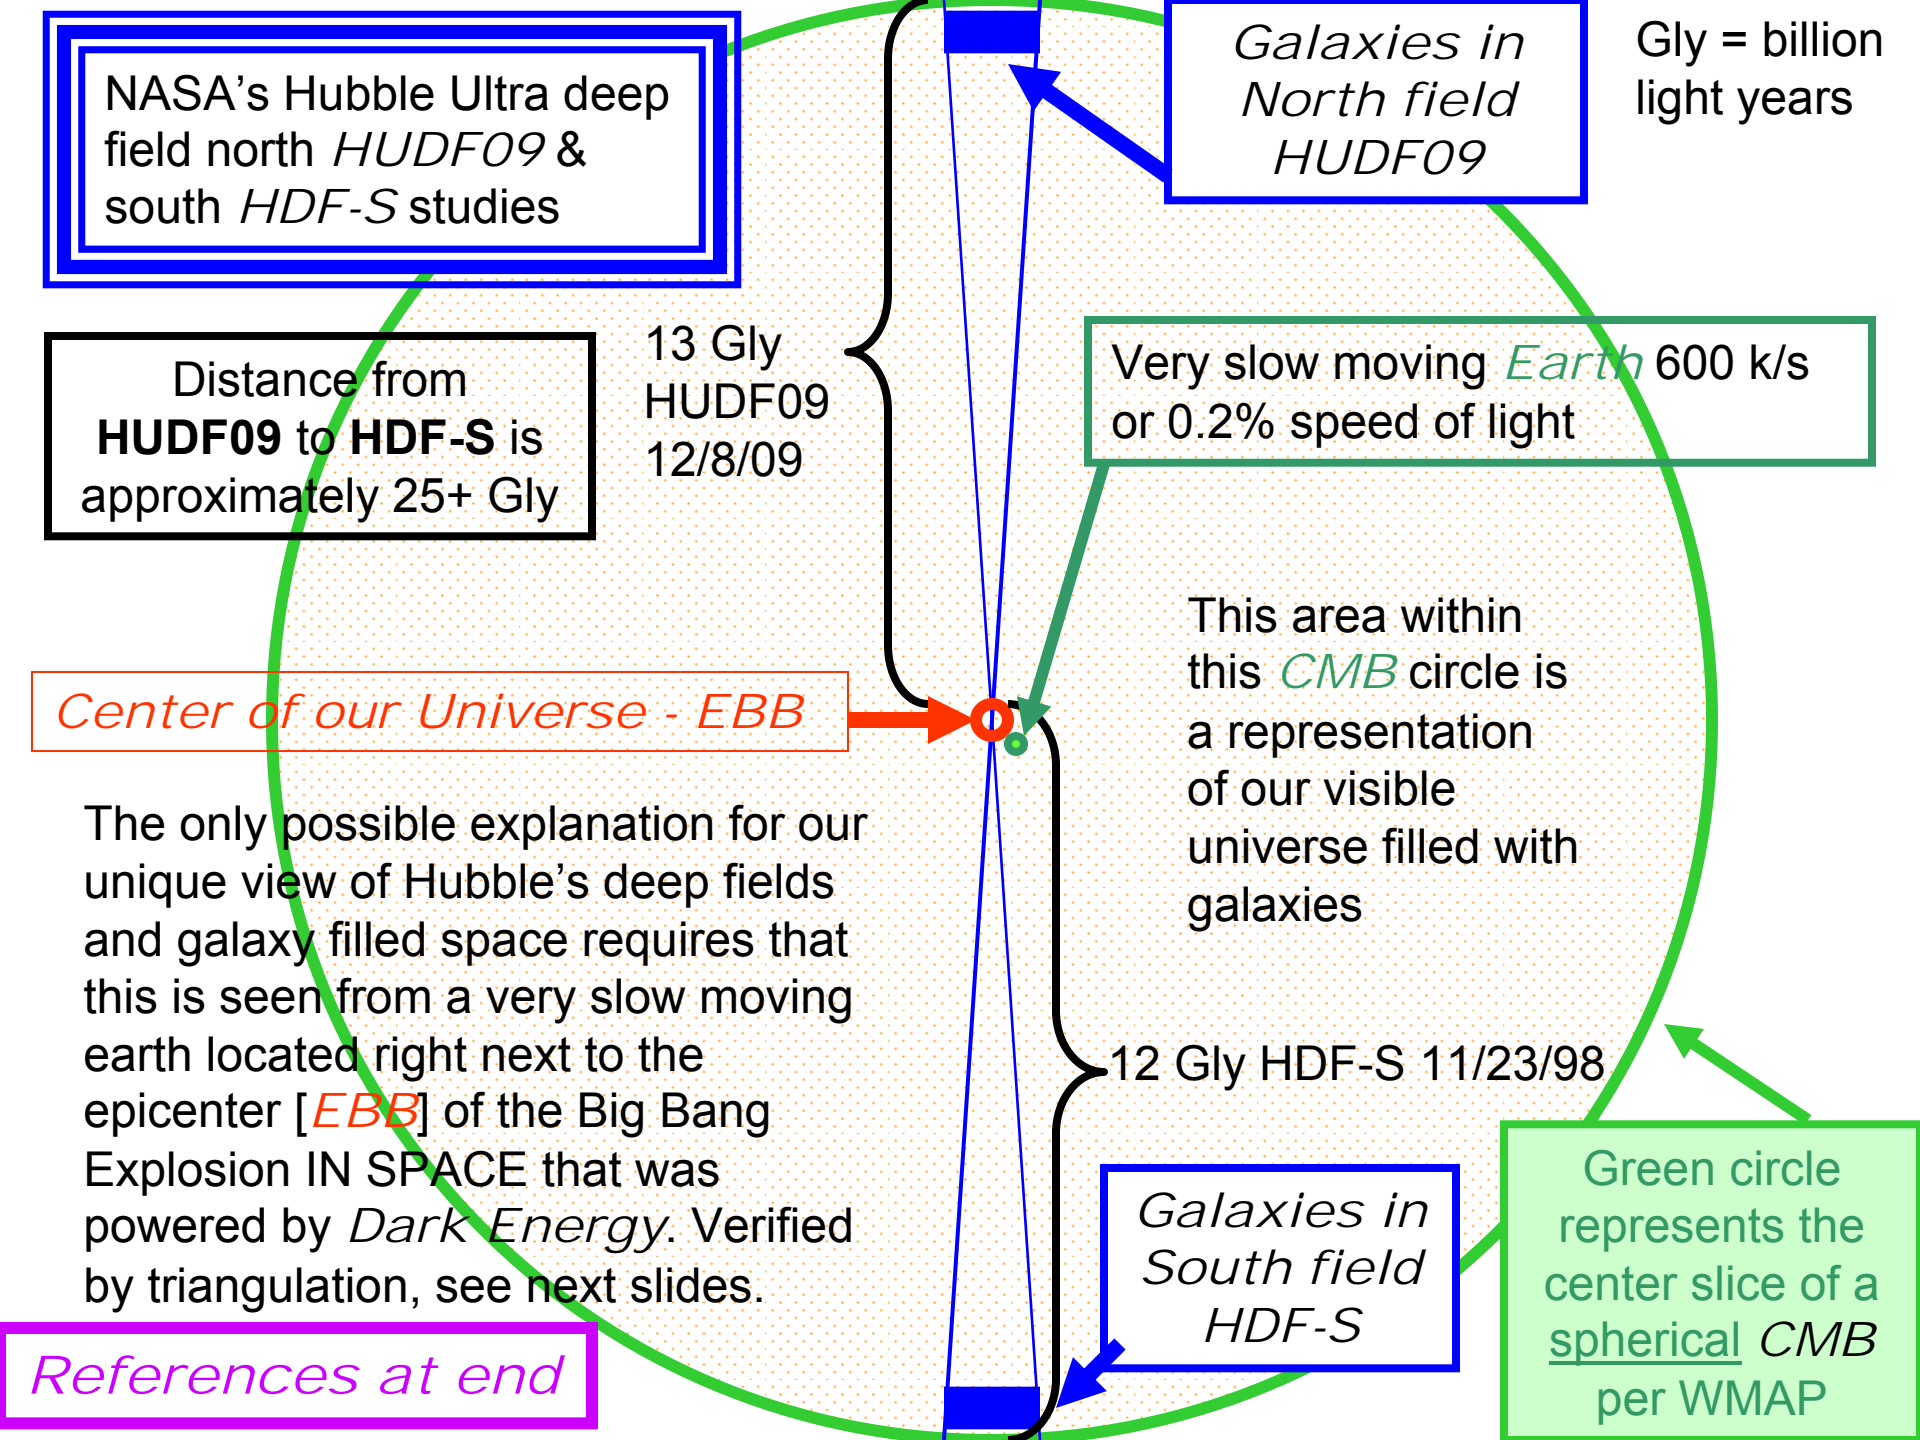 NASA’s Hubble Ultra deep
field north HUDF09 &
south HDF-S studies
Galaxies in
North field
HUDF09
Gly = billion
light years
Distance from
HUDF09 to HDF-S is
approximately 25+ Gly
13 Gly
HUDF09
12/8/09
Very slow moving Earth 600 k/s
or 0.2% speed of light
This area within
this CMB circle is
a representation
of our visible
universe filled with
galaxies
Center of our Universe - EBB
The only possible explanation for our
unique view of Hubble’s deep fields
and galaxy filled space requires that
this is seen from a very slow moving
earth located right next to the
epicenter [EBB] of the Big Bang
Explosion IN SPACE that was
powered by Dark Energy. Verified
by triangulation, see next slides.
12 Gly HDF-S 11/23/98
Galaxies in
South field
HDF-S
Green circle
represents the
center slice of a
spherical CMB
per WMAP
References at end